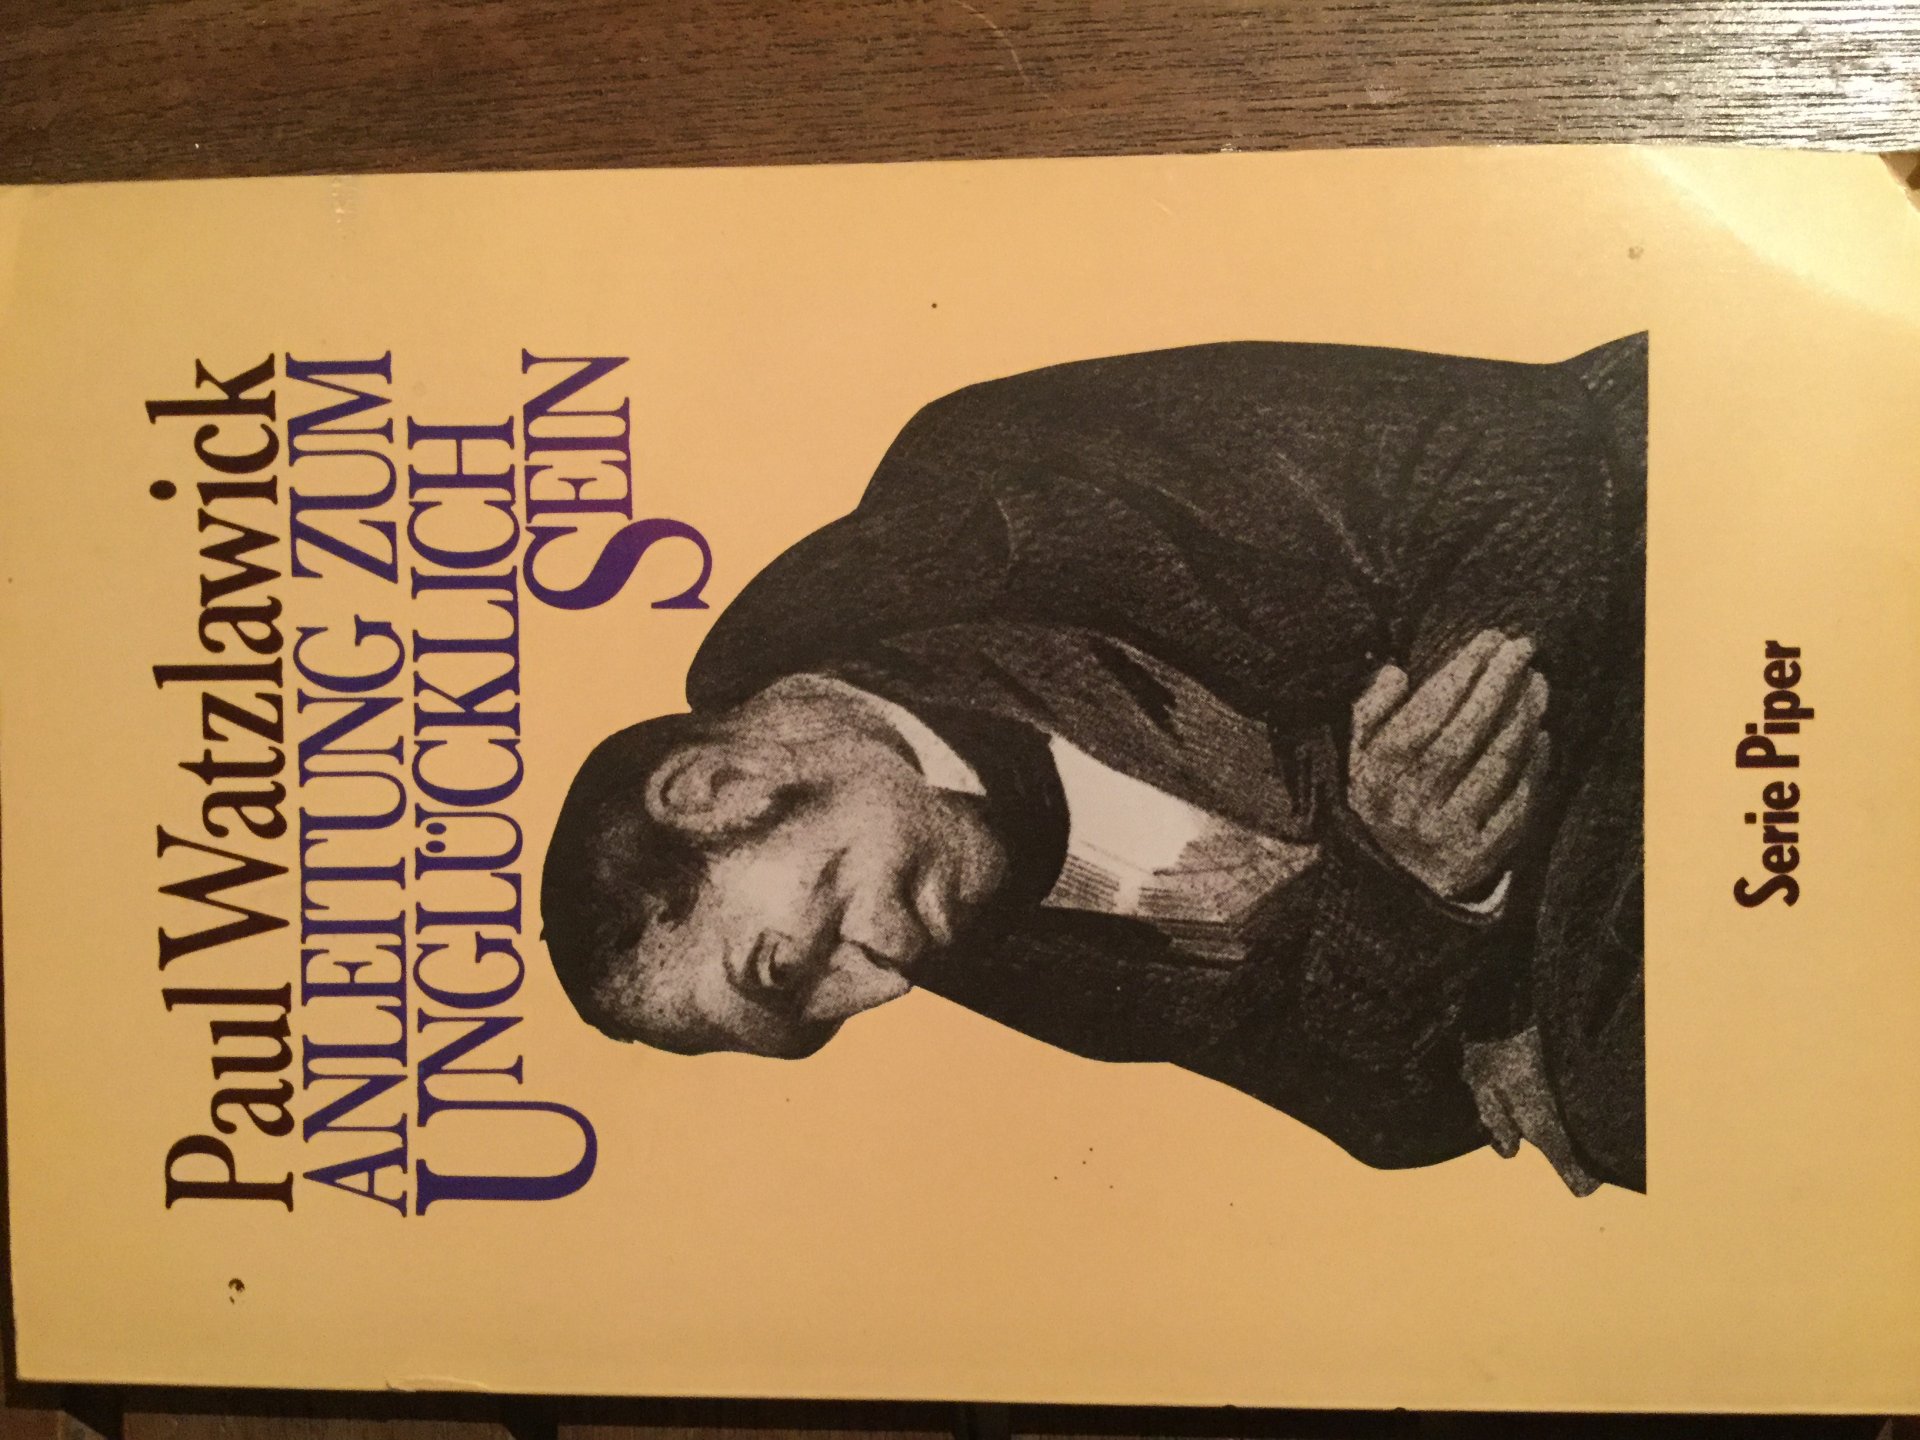 Paul Watzlawick
ANLEITUNG ZUM
UNGLÜCKLICH
SEIN
Serie Piper